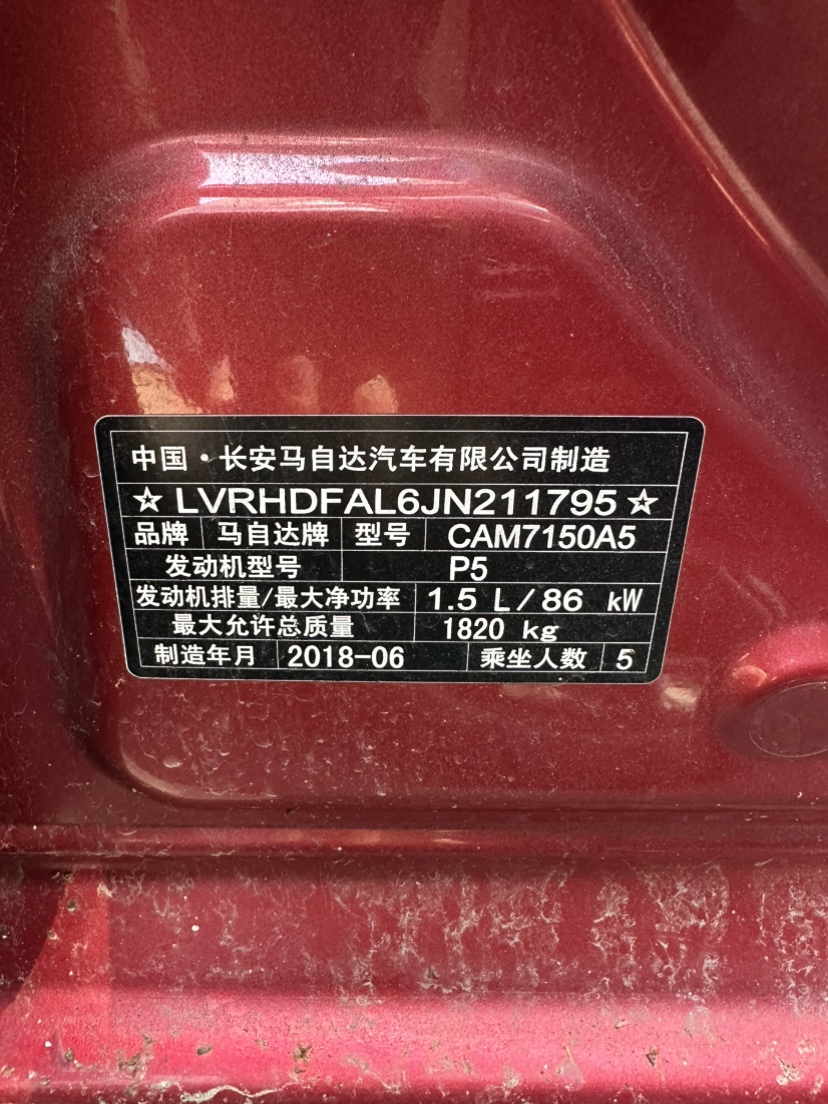 中国·长安马自达汽车有限公司制造
☆LVRHDFAL6JN211795☆
品牌 马自达牌 型号 CAM7150A5
发动机型号 P5
发动机排量/最大净功率 1.5 L/86 kW
最大允许总质量 1820 kg
制造年月 2018-06 乘坐人数 5